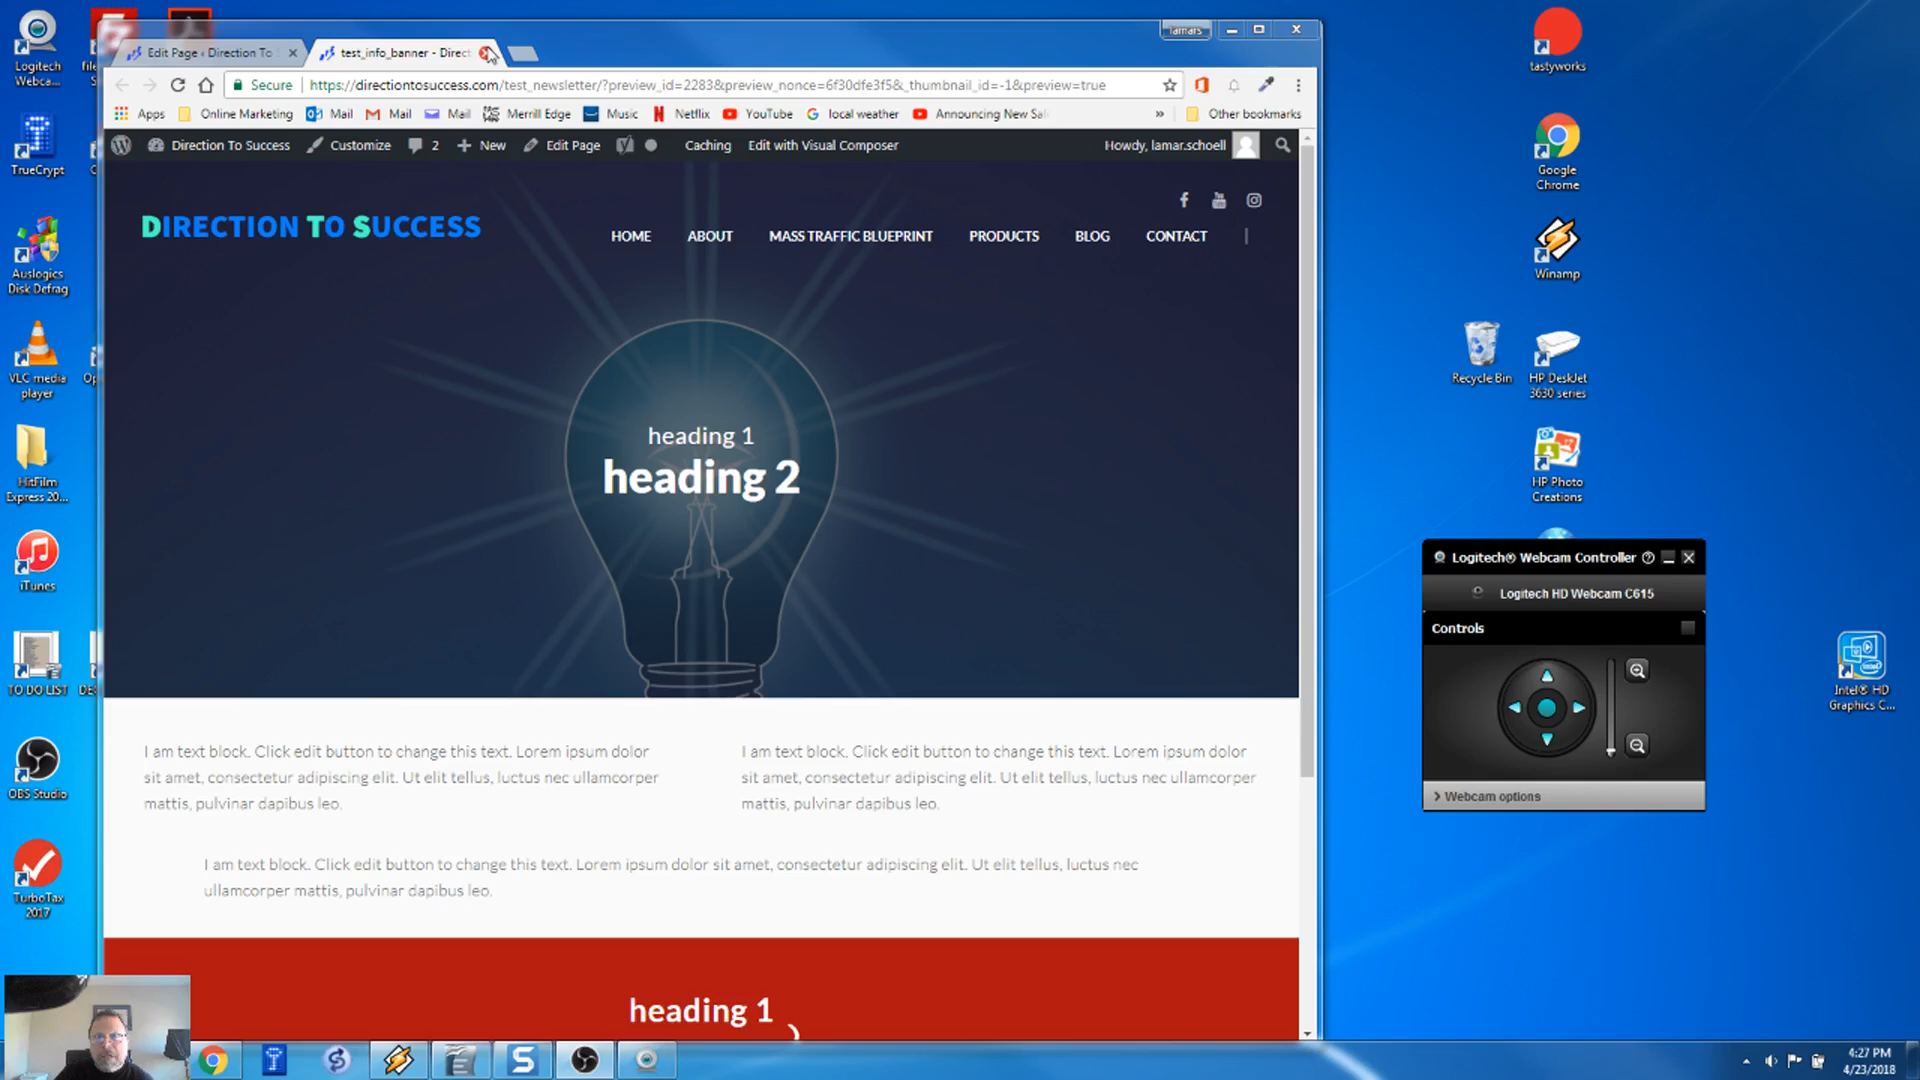 lamars
Edit Page ‹ Direction To
test_info_banner - Direct
Secure
https://directiontosuccess.com/test_newsletter/?preview_id=2283&preview_nonce=6f30dfe3f5&_thumbnail_id=-1&preview=true
Apps
Online Marketing
Mail
Mail
Mail
Merrill Edge
Music
Netflix
YouTube
local weather
Announcing New Sal
»
Other bookmarks
Direction To Success
Customize
2
New
Edit Page
Caching
Edit with Visual Composer
Howdy, lamar.schoell
DIRECTION TO SUCCESS
HOME
ABOUT
MASS TRAFFIC BLUEPRINT
PRODUCTS
BLOG
CONTACT
heading 1
heading 2
I am text block. Click edit button to change this text. Lorem ipsum dolor
sit amet, consectetur adipiscing elit. Ut elit tellus, luctus nec ullamcorper
mattis, pulvinar dapibus leo.
I am text block. Click edit button to change this text. Lorem ipsum dolor
sit amet, consectetur adipiscing elit. Ut elit tellus, luctus nec ullamcorper
mattis, pulvinar dapibus leo.
I am text block. Click edit button to change this text. Lorem ipsum dolor sit amet, consectetur adipiscing elit. Ut elit tellus, luctus nec
ullamcorper mattis, pulvinar dapibus leo.
heading 1
Logitech
Webca...
TrueCrypt
Auslogics
Disk Defrag
VLC media
player
HitFilm
Express 20...
iTunes
TO DO LIST
OBS Studio
TurboTax
2017
tastyworks
Google
Chrome
Winamp
Recycle Bin
HP DeskJet
3630 series
HP Photo
Creations
Logitech® Webcam Controller
Logitech HD Webcam C615
Controls
Webcam options
Intel® HD
Graphics C...
4:27 PM
4/23/2018